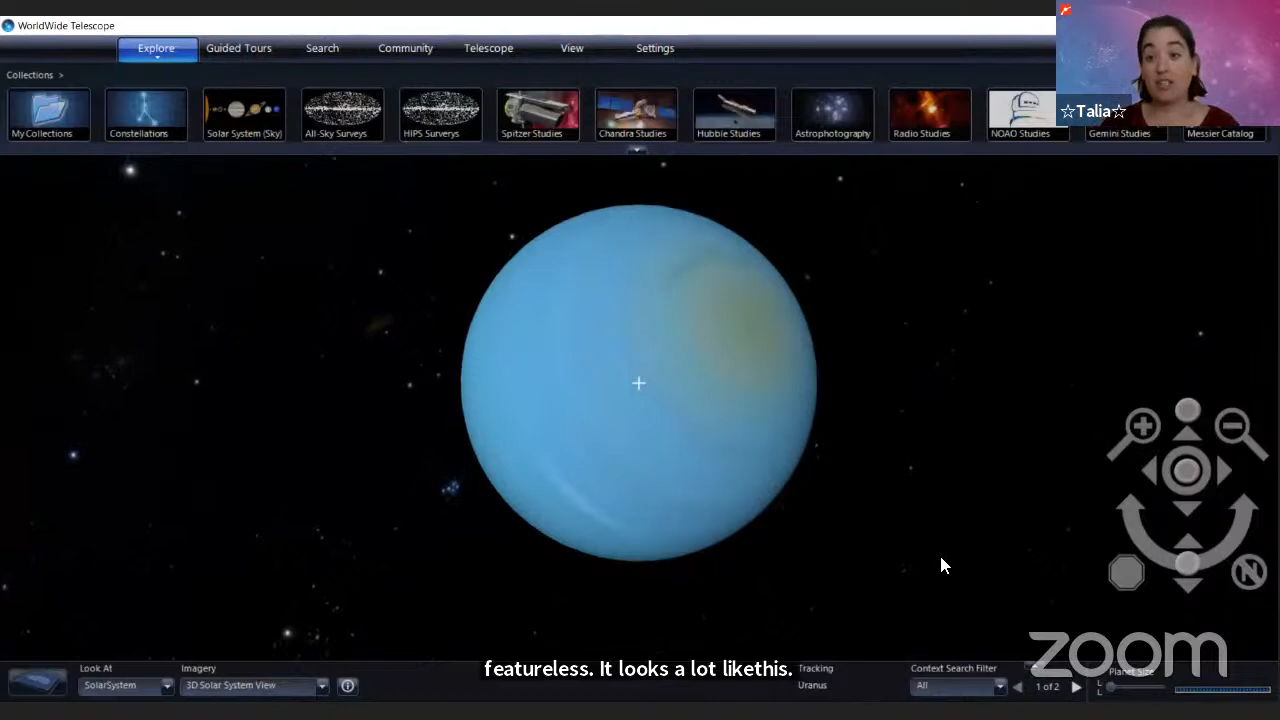 WorldWide Telescope
Explore Guided Tours Search Community Telescope View Settings
Collections >
My Collections Constellations Solar System (Sky) All-Sky Surveys HIPS Surverys Spitzer Studies Chandra Studies Hubble Studies Astrophotography Radio Studies NOAO Studies Gemini Studies Messier Catalog
☆Talia☆
N
zoom
featureless. It looks a lot likethis.
Look At Imagery Tracking Context Search Filter Planet Size
SolarSystem 3D Solar System View Uranus All 1 of 2 L
L